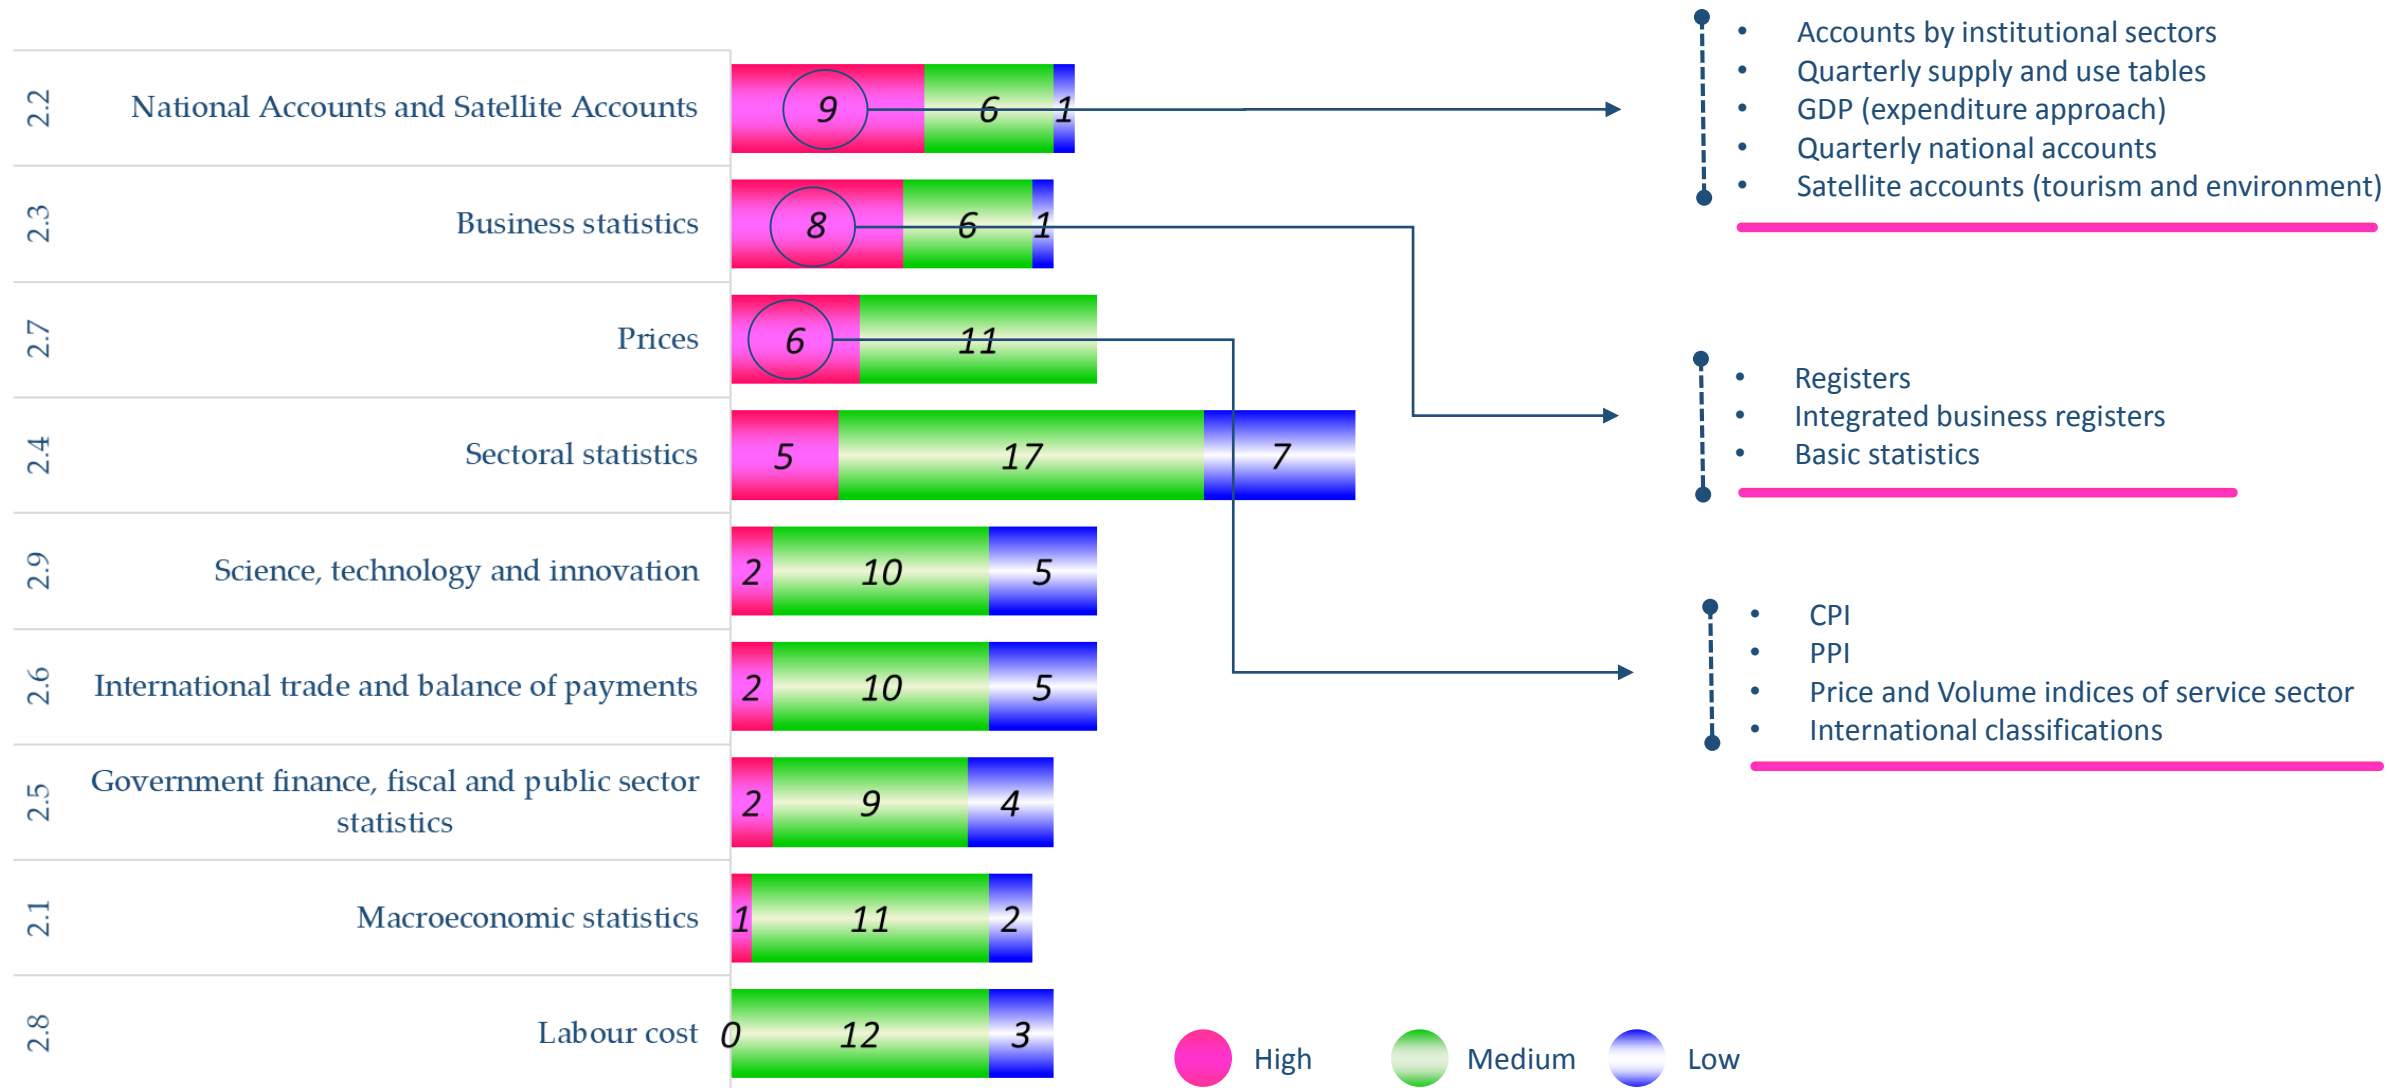 2.2
National Accounts and Satellite Accounts
9
6
1
2.3
Business statistics
8
6
1
2.7
Prices
6
11
2.4
Sectoral statistics
5
17
7
2.9
Science, technology and innovation
2
10
5
2.6
International trade and balance of payments
2
10
5
2.5
Government finance, fiscal and public sector
statistics
2
9
4
2.1
Macroeconomic statistics
1
11
2
2.8
Labour cost
0
12
3
High
Medium
Low
• Accounts by institutional sectors
• Quarterly supply and use tables
• GDP (expenditure approach)
• Quarterly national accounts
• Satellite accounts (tourism and environment)
• Registers
• Integrated business registers
• Basic statistics
• CPI
• PPI
• Price and Volume indices of service sector
• International classifications